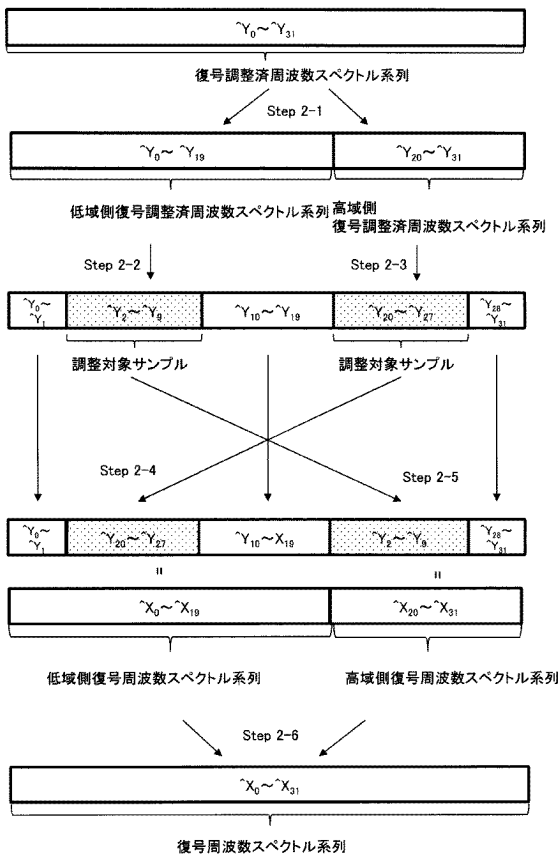 ^Y0~^Y31
復号調整済周波数スペクトル系列
Step 2-1
^Y0~ ^Y19
^Y20~^Y31
低域側復号調整済周波数スペクトル系列
高域側
復号調整済周波数スペクトル系列
Step 2-2
Step 2-3
^Y0~
^Y1
^Y2~^Y9
^Y10~^Y19
^Y20~^Y27
^Y28~
^Y31
調整対象サンプル
調整対象サンプル
Step 2-4
Step 2-5
^Y0~
^Y1
^Y20~^Y27
^Y10~X19
^Y2~^Y9
^Y28~
^Y31
=
=
^X0~^X19
^X20~^X31
低域側復号周波数スペクトル系列
高域側復号周波数スペクトル系列
Step 2-6
^X0~^X31
復号周波数スペクトル系列